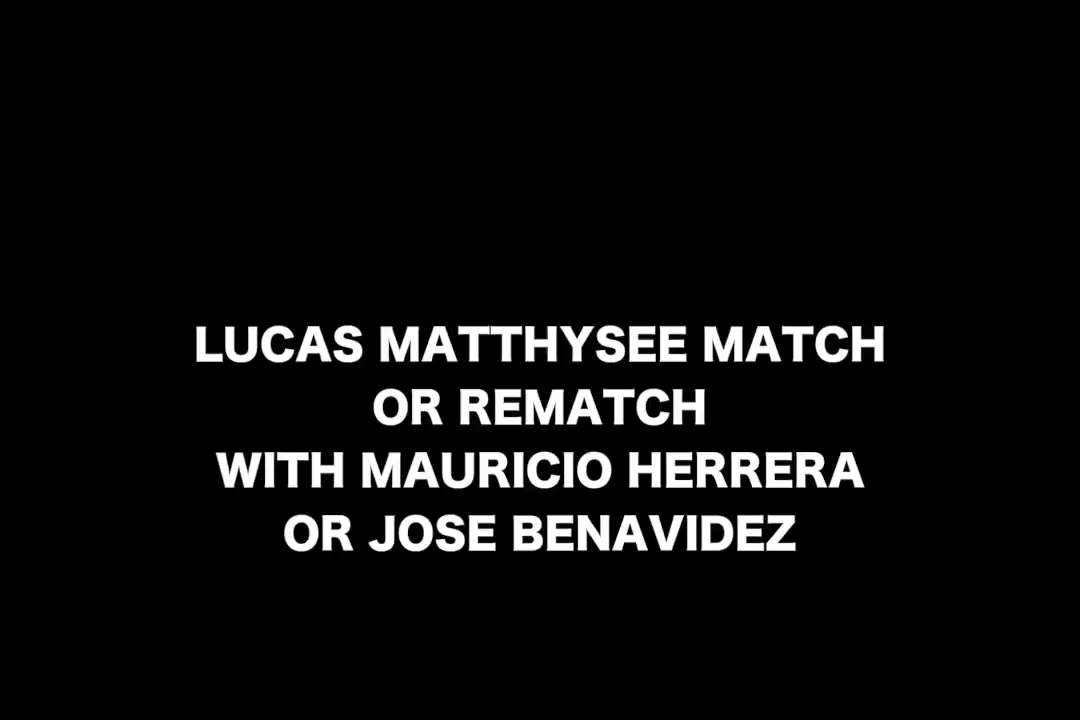 LUCAS MATTHYSEE MATCH
OR REMATCH
WITH MAURICIO HERRERA
OR JOSE BENAVIDEZ